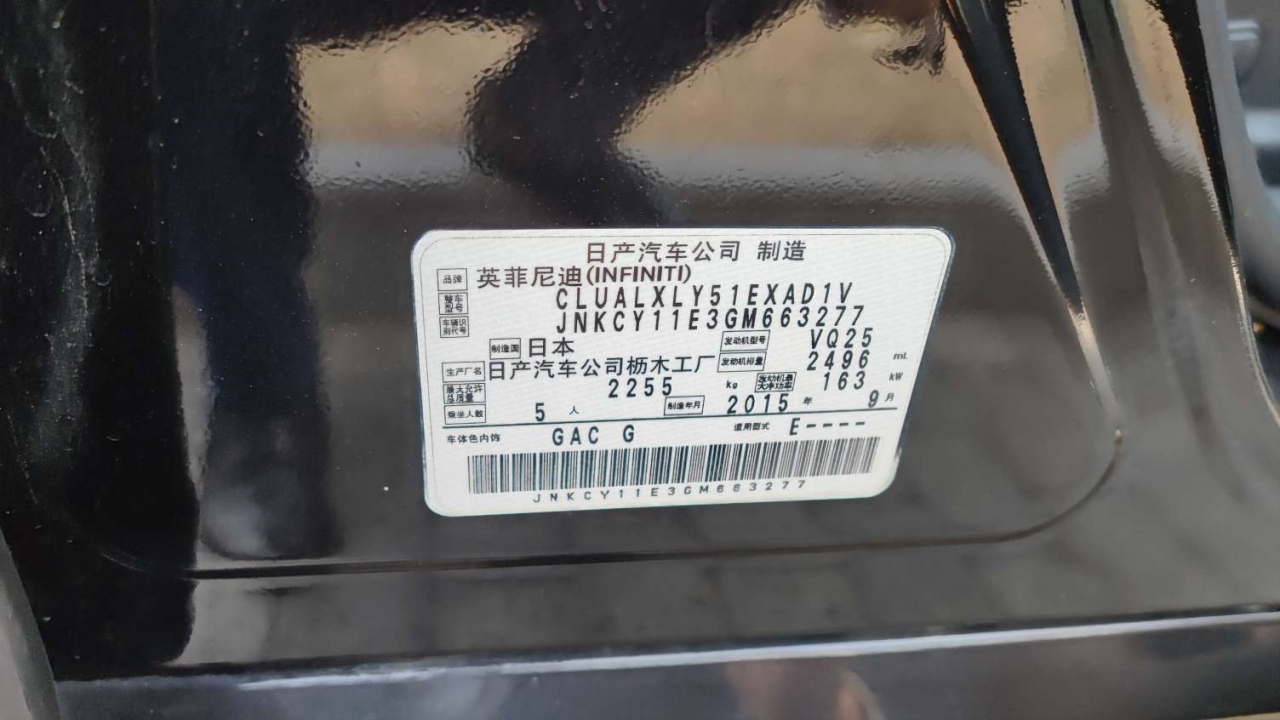 日产汽车公司 制造
品牌 英菲尼迪(INFINITI)
整车型号 CLUALXLY51EXAD1V
车辆识别代号 JNKCY11E3GM663277
制造国 日本 发动机型号 VQ25
生产厂名 日产汽车公司枥木工厂 发动机排量 2496 mL
最大允许总质量 2255 kg 发动机最大净功率 163 kW
乘坐人数 5 人 制造年月 2015 年 9 月
车体色内饰 GAC G 适用型式 E----
JNKCY11E3GM663277